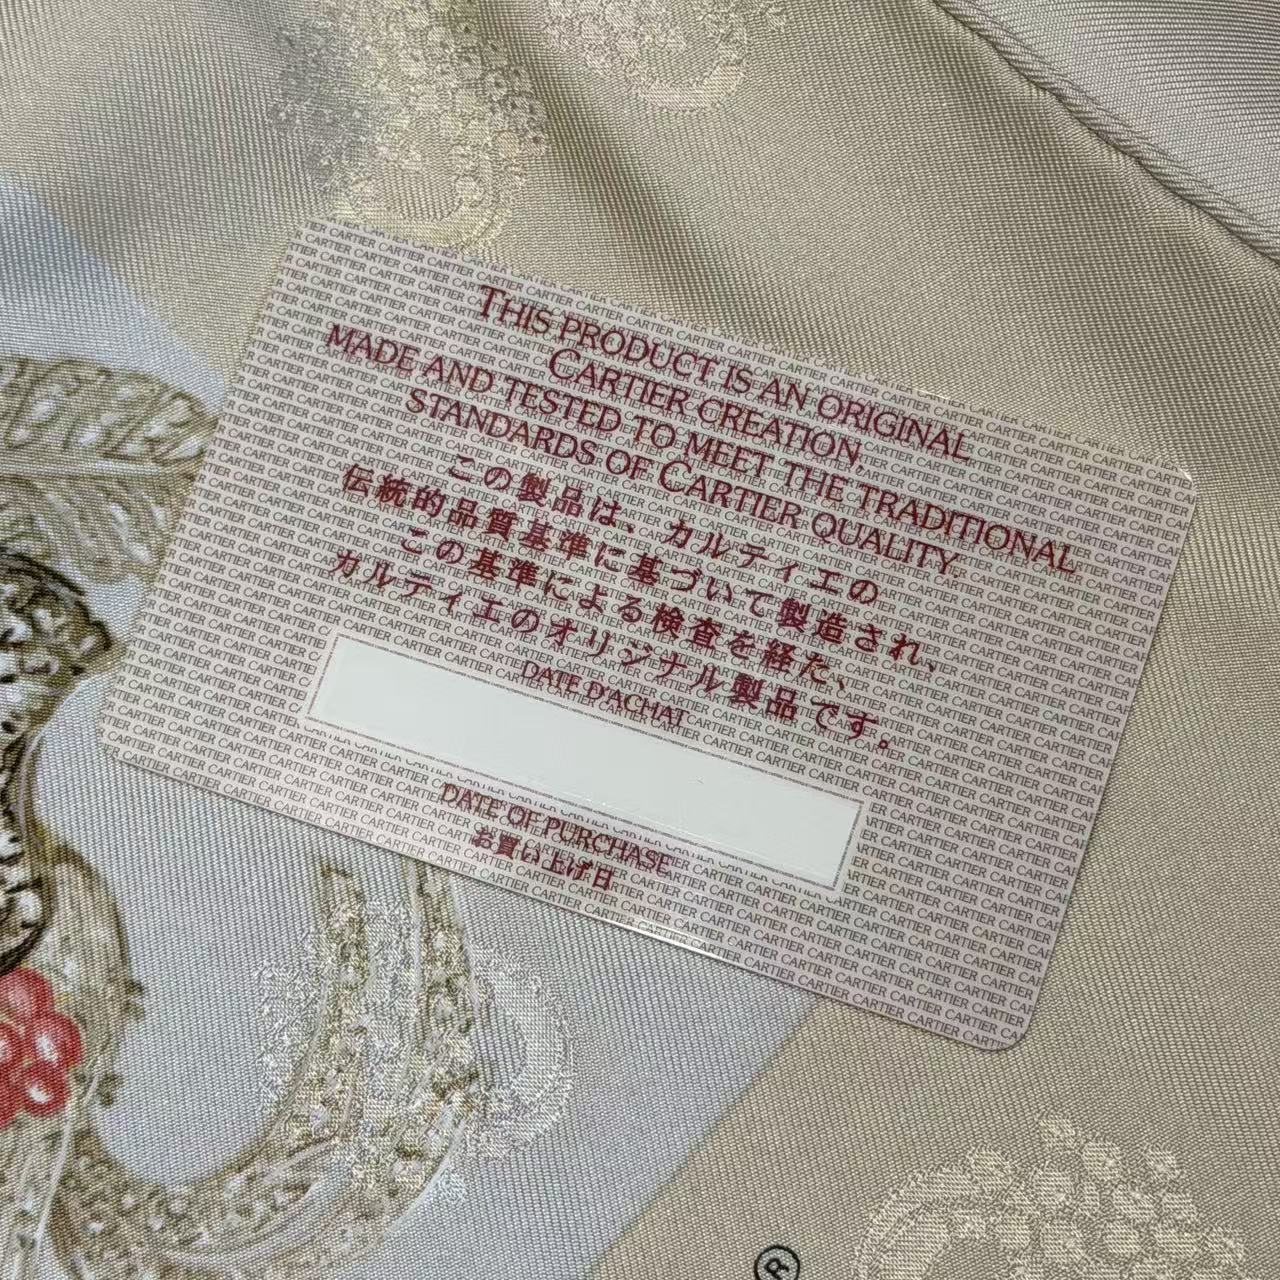 THIS PRODUCT IS AN ORIGINAL
CARTIER CREATION,
MADE AND TESTED TO MEET THE TRADITIONAL
STANDARDS OF CARTIER QUALITY.
この製品は、カルティエの
伝統的品質基準に基づいて製造され、
この基準による検査を経た、
カルティエのオリジナル製品です。
DATE D'ACHAT
DATE OF PURCHASE
お買い上げ日
®